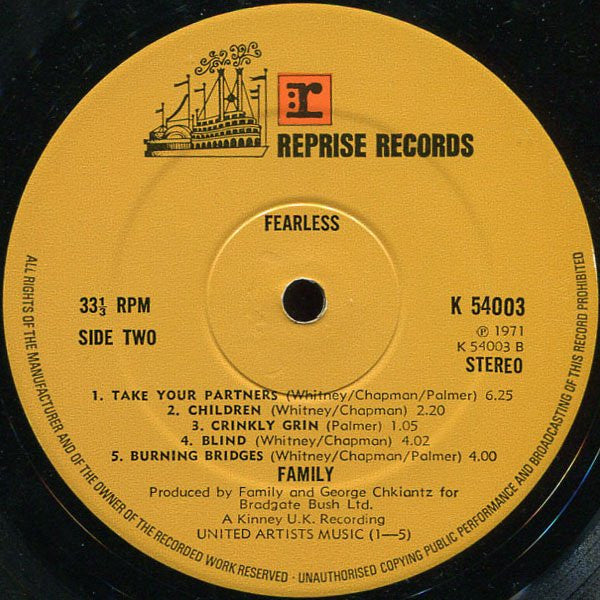 r
REPRISE RECORDS
FEARLESS
33⅓ RPM
SIDE TWO
K 54003
℗ 1971
K 54003 B
STEREO
1. TAKE YOUR PARTNERS (Whitney/Chapman/Palmer) 6.25
2. CHILDREN (Whitney/Chapman) 2.20
3. CRINKLY GRIN (Palmer) 1.05
4. BLIND (Whitney/Chapman) 4.02
5. BURNING BRIDGES (Whitney/Chapman/Palmer) 4.00
FAMILY
Produced by Family and George Chkiantz for
Bradgate Bush Ltd.
A Kinney U.K. Recording
UNITED ARTISTS MUSIC (1—5)
ALL RIGHTS OF THE MANUFACTURER AND OF THE OWNER OF THE RECORDED WORK RESERVED · UNAUTHORISED COPYING PUBLIC PERFORMANCE AND BROADCASTING OF THIS RECORD PROHIBITED